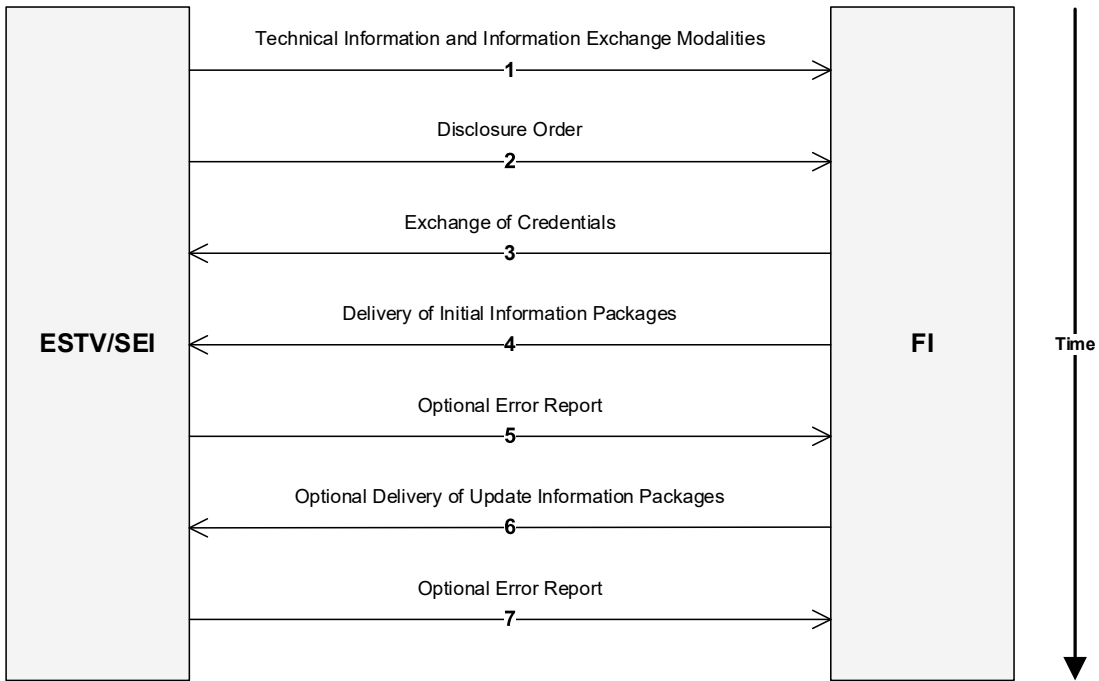 Technical Information and Information Exchange Modalities
1
Disclosure Order
2
Exchange of Credentials
3
Delivery of Initial Information Packages
ESTV/SEI
4
FI
Time
Optional Error Report
5
Optional Delivery of Update Information Packages
6
Optional Error Report
7